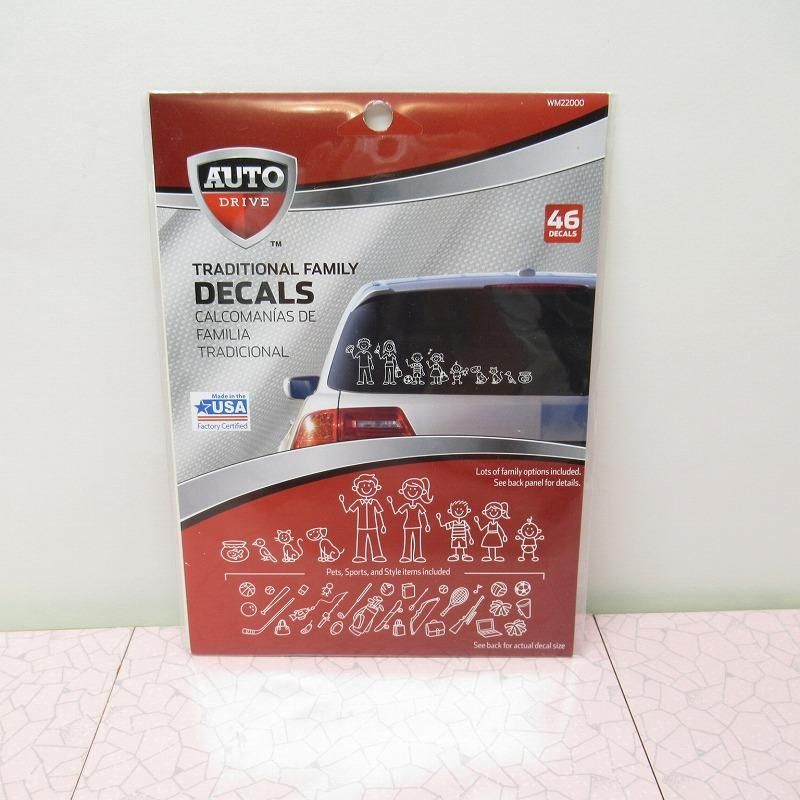 WM22000
AUTO
DRIVE
TM
46
DECALS
TRADITIONAL FAMILY
DECALS
CALCOMANÍAS DE
FAMILIA
TRADICIONAL
Made in the
USA
Factory Certified
Lots of family options included.
See back panel for details.
Pets, Sports, and Style items included
See back for actual decal size